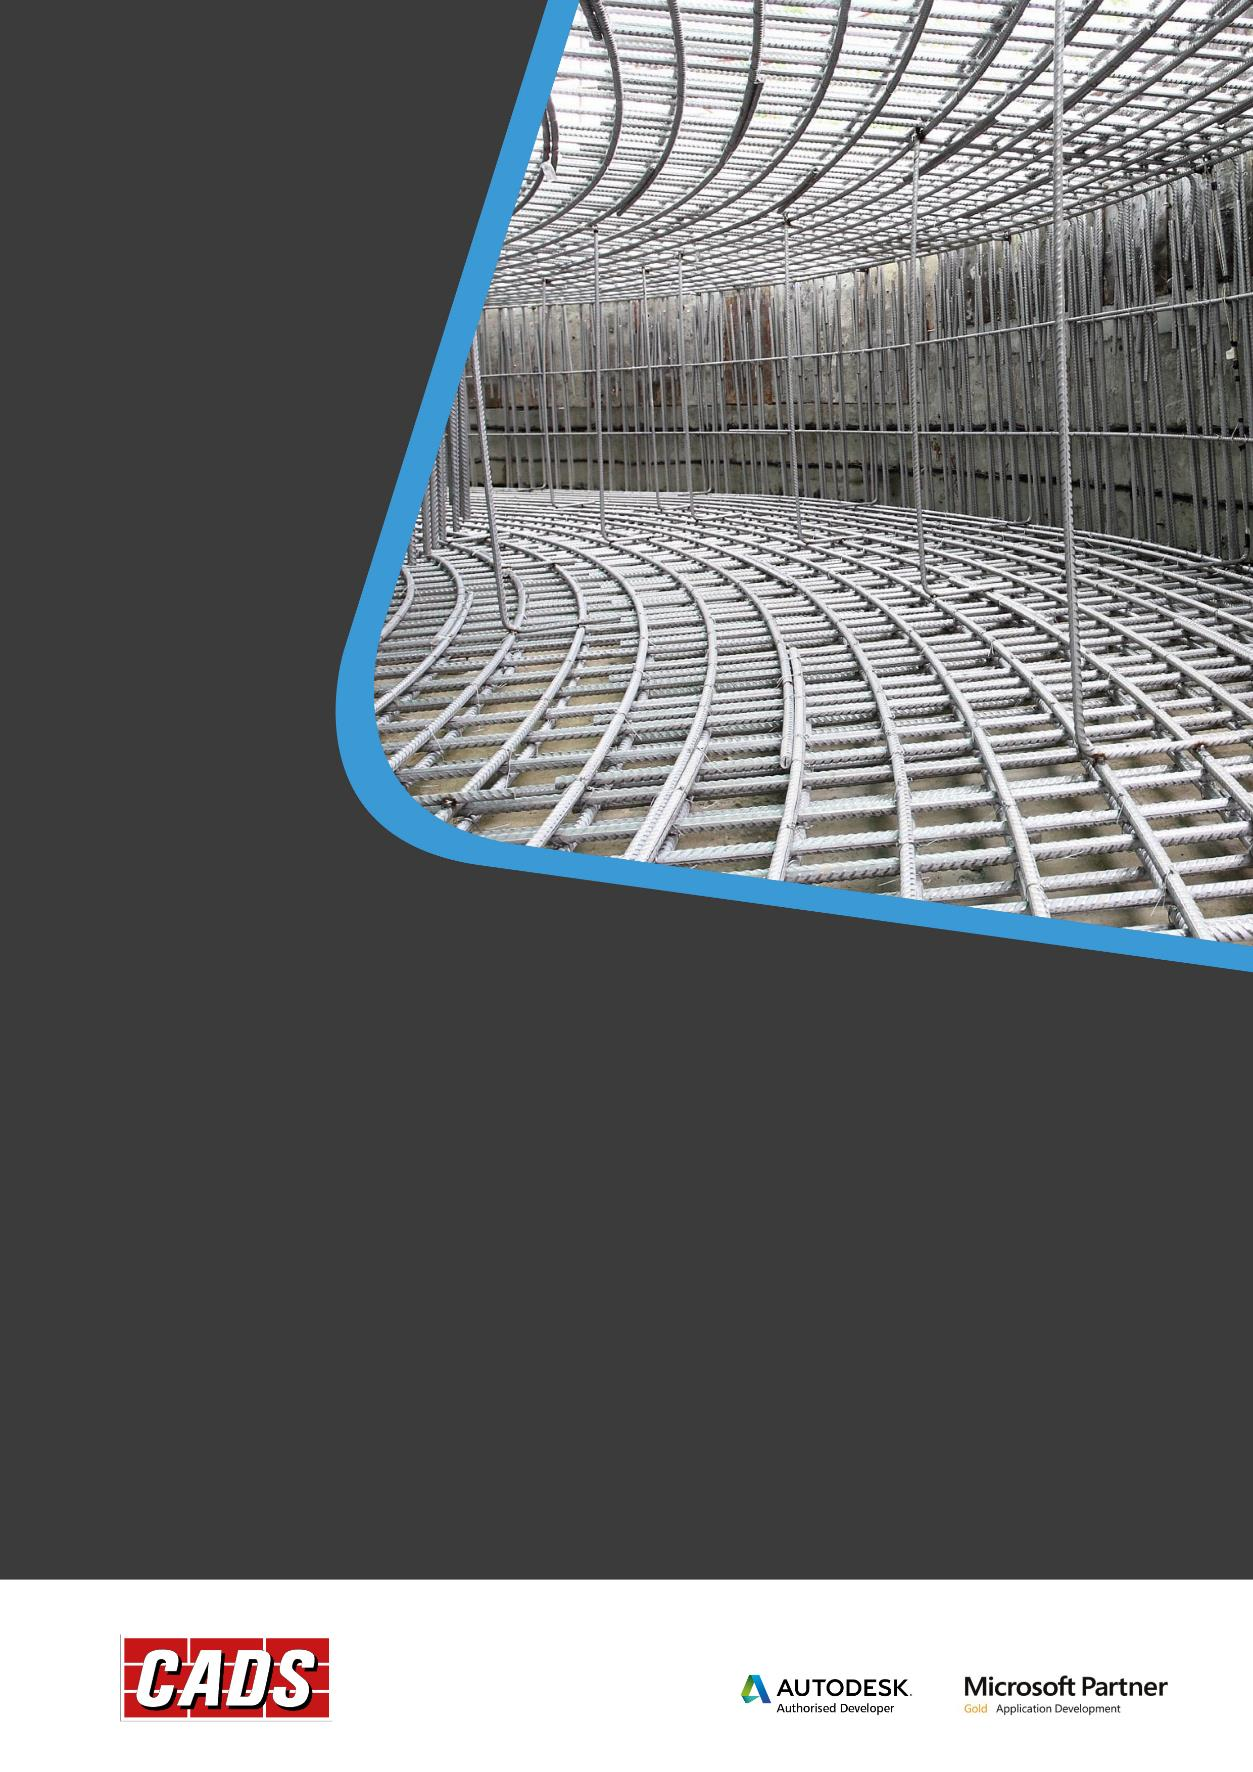 CADS
AUTODESK.
Authorised Developer
Microsoft Partner
Gold Application Development